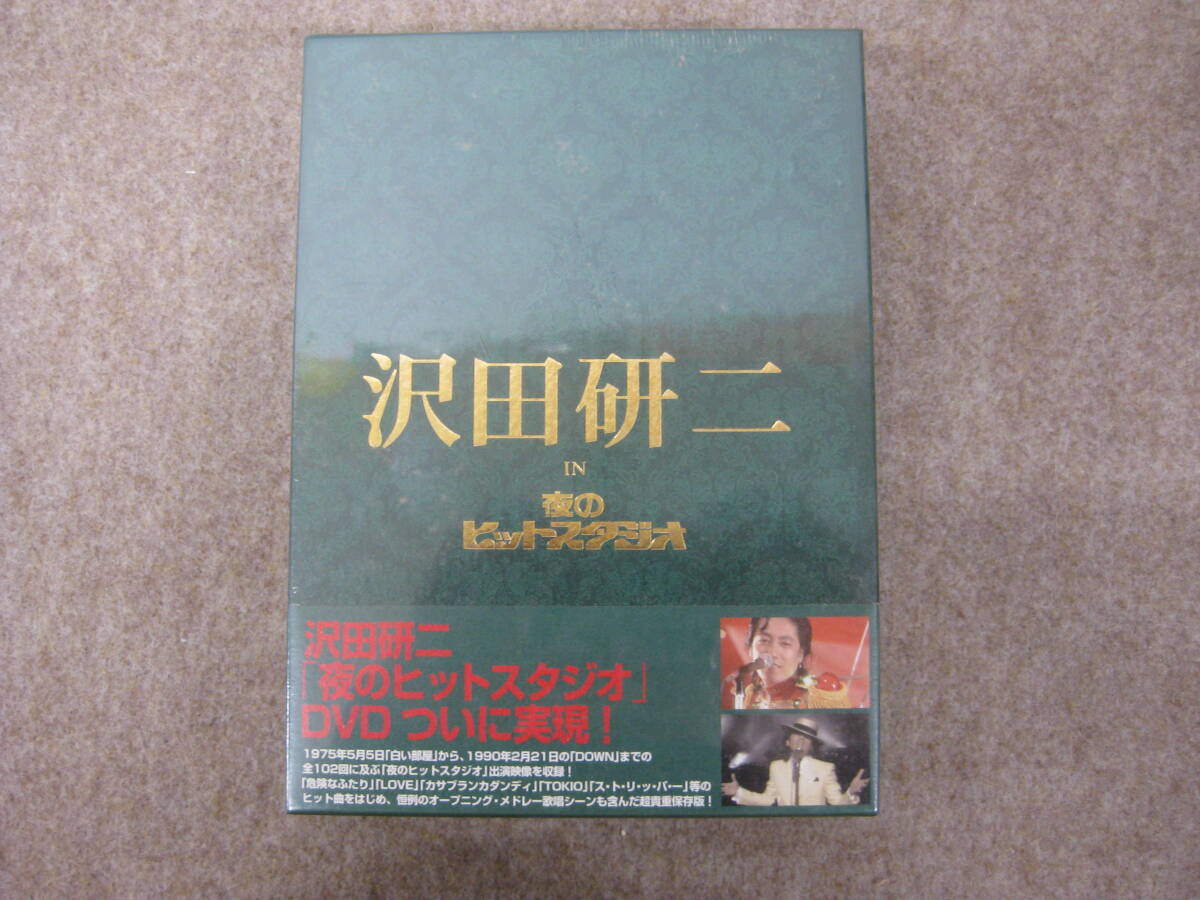 沢田研二
IN
夜の
ヒットスタジオ
沢田研二
「夜のヒットスタジオ」
DVD ついに実現！
1975年5月5日「白い部屋」から、1990年2月21日の「DOWN」までの
全102回に及ぶ「夜のヒットスタジオ」出演映像を収録！
「危険なふたり」「LOVE」「カサブランカダンディ」「TOKIO」「ス・ト・リ・ッ・パ・ー」等の
ヒット曲をはじめ、恒例のオープニング・メドレー歌唱シーンも含んだ超貴重保存版！